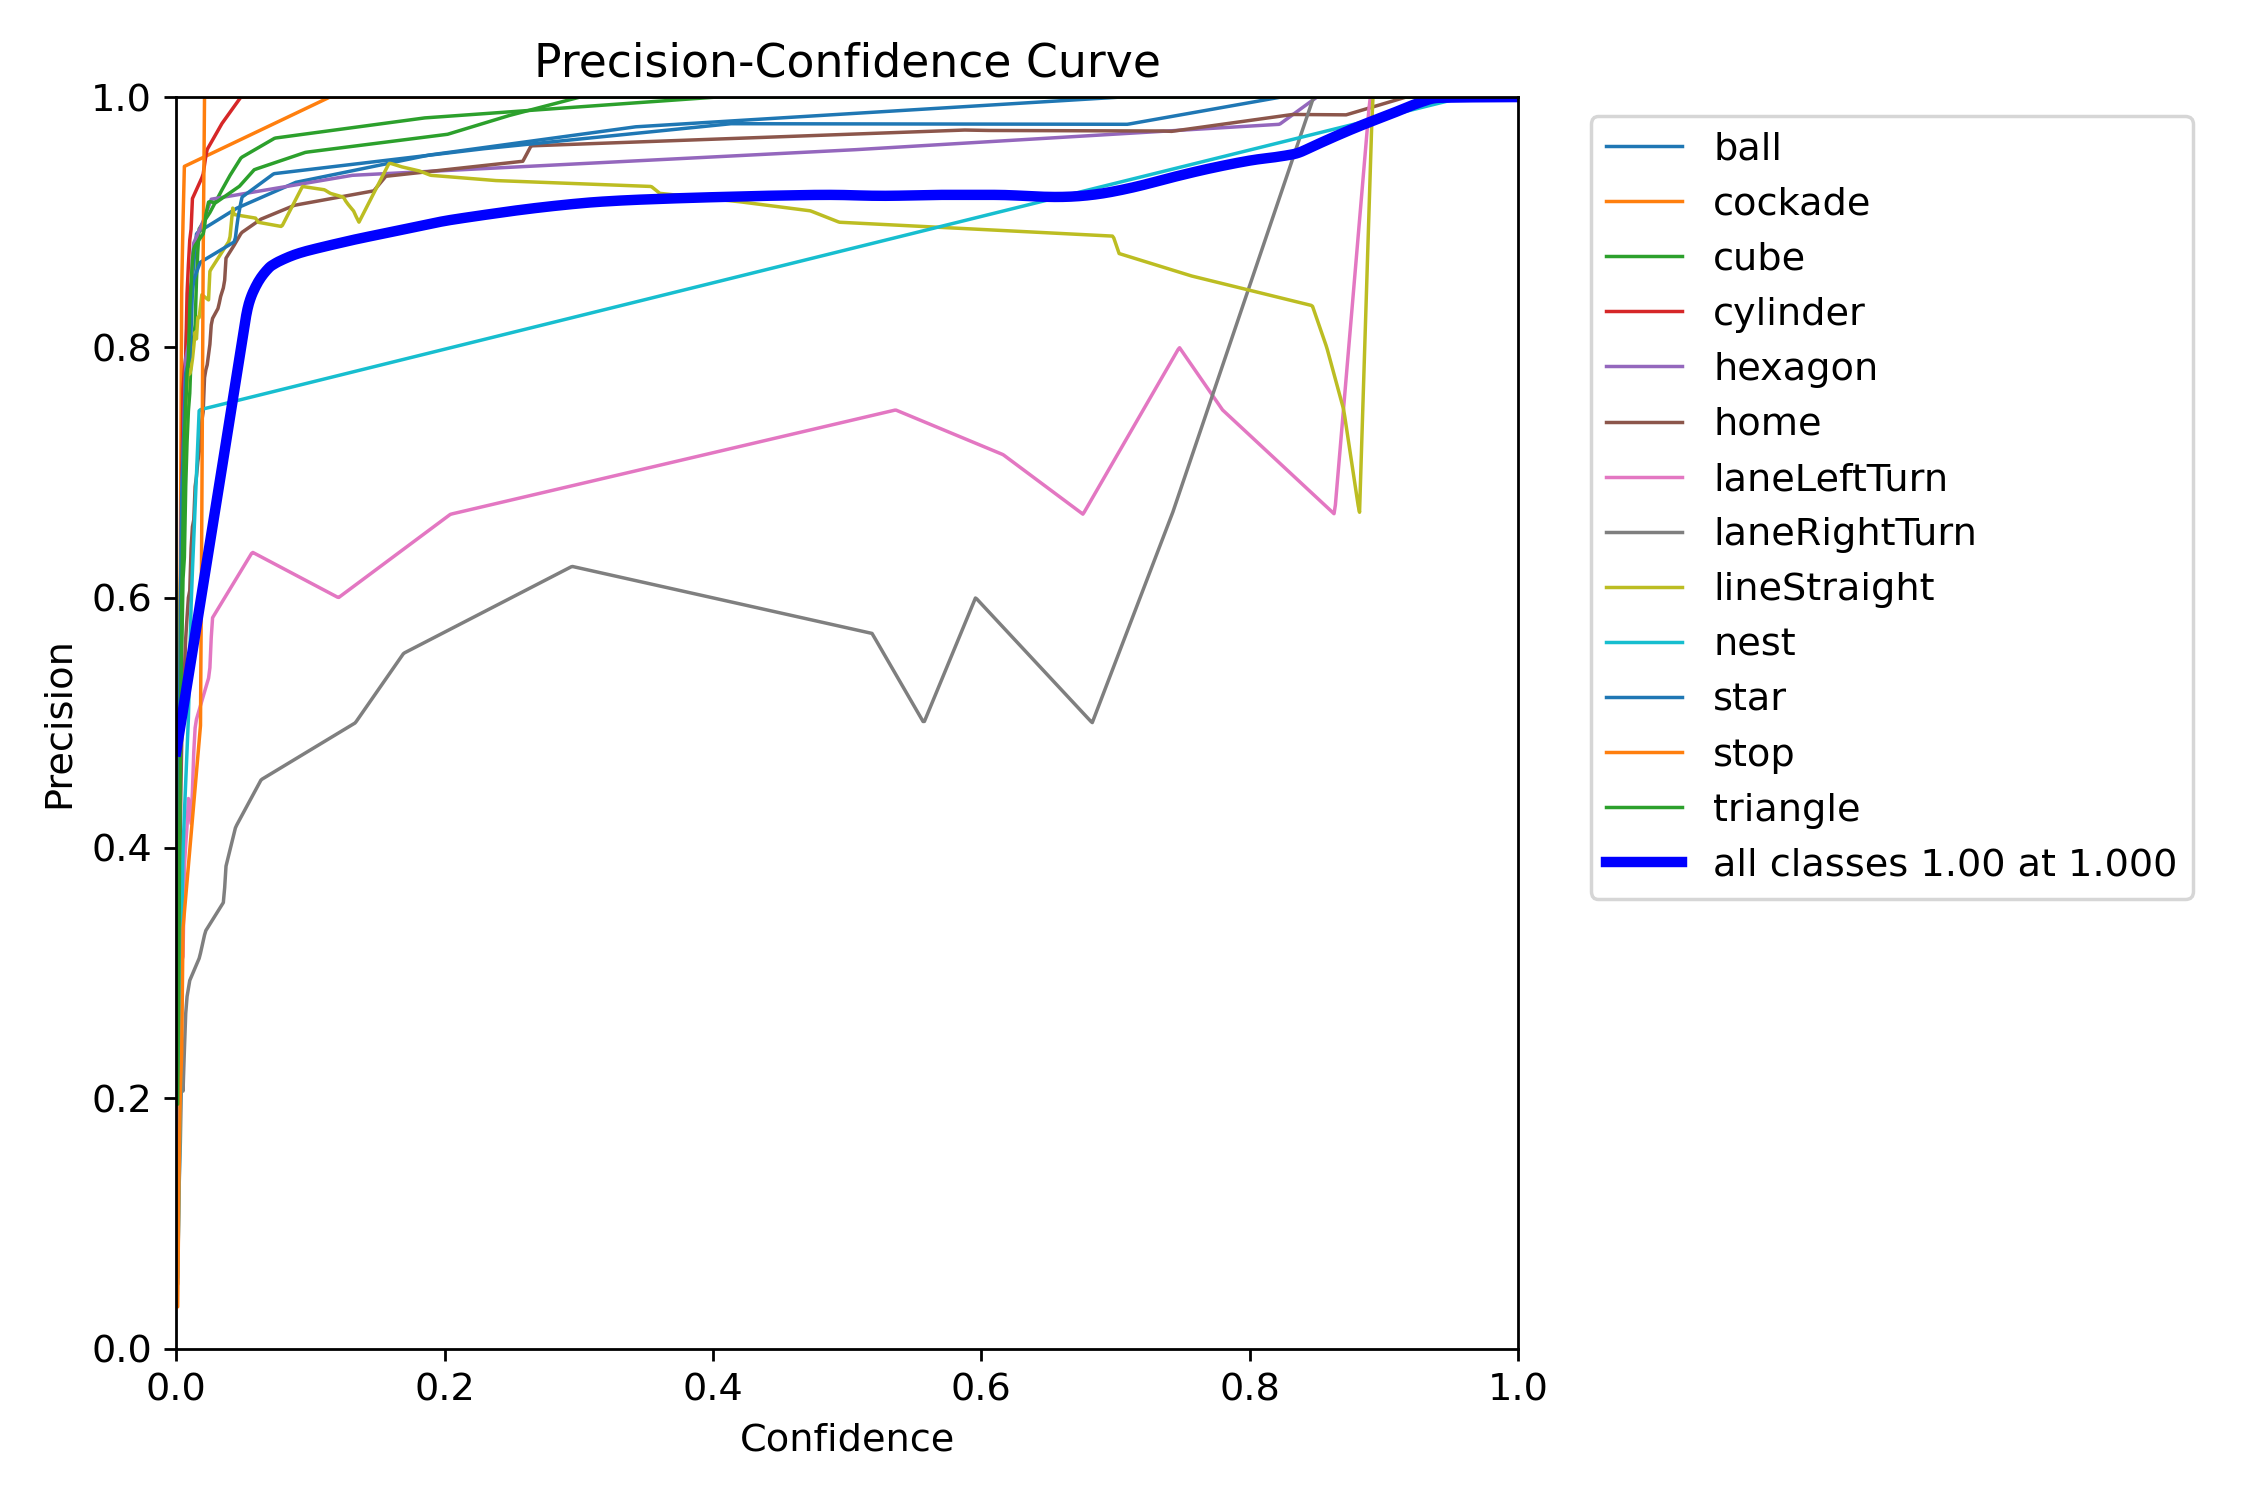 Precision-Confidence Curve
1.0
0.8
0.6
0.4
0.2
0.0
Precision
0.0 0.2 0.4 0.6 0.8 1.0
Confidence
ball
cockade
cube
cylinder
hexagon
home
laneLeftTurn
laneRightTurn
lineStraight
nest
star
stop
triangle
all classes 1.00 at 1.000